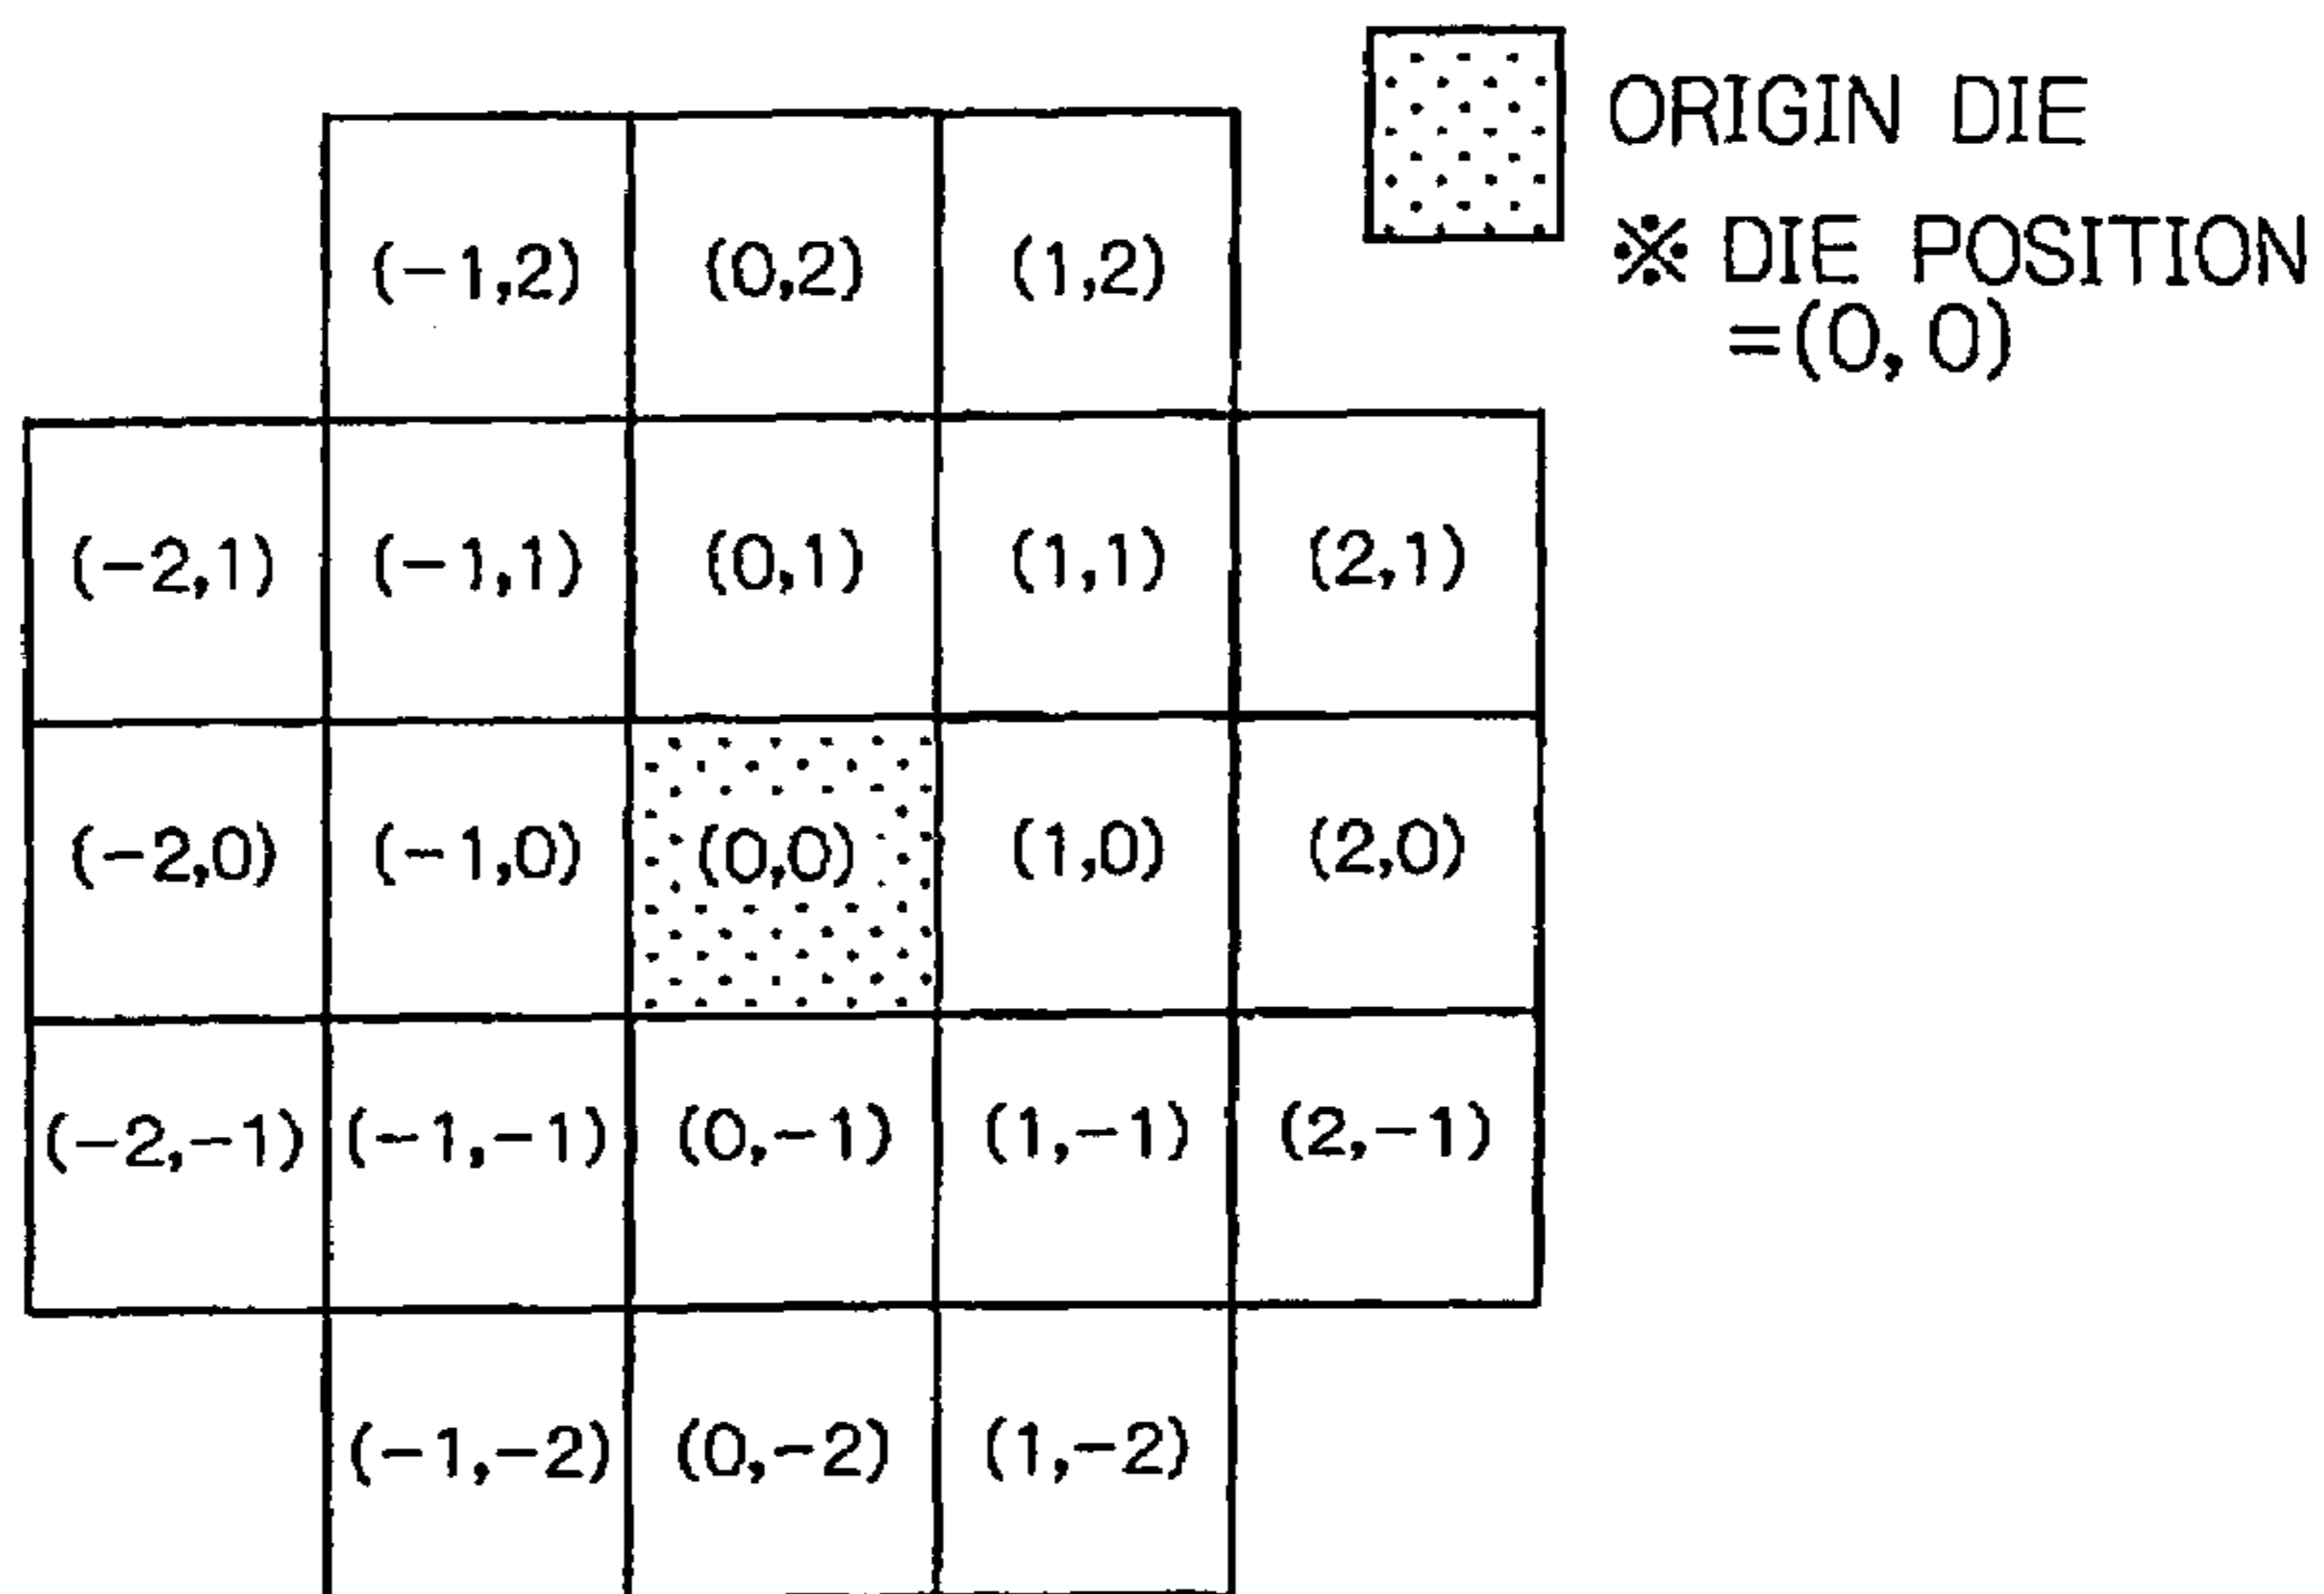 ORIGIN DIE
※ DIE POSITION
=(0, 0)
(-1,2) (0,2) (1,2)
(-2,1) (-1,1) (0,1) (1,1) (2,1)
(-2,0) (-1,0) (0,0) (1,0) (2,0)
(-2,-1) (-1,-1) (0,-1) (1,-1) (2,-1)
(-1,-2) (0,-2) (1,-2)